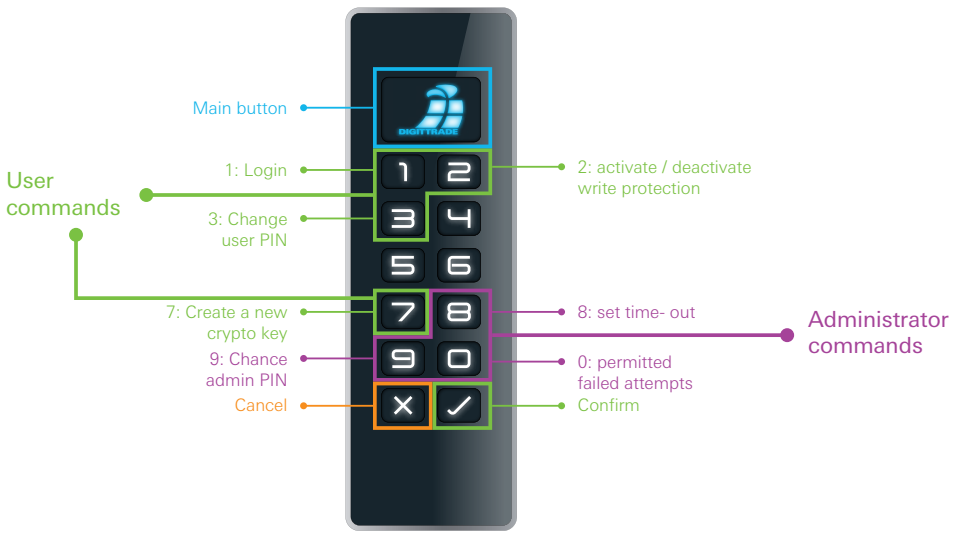 Main button
DIGITTRADE
1: Login
1 2
2: activate / deactivate
write protection
User
commands
3: Change
user PIN
3 4
5 6
7: Create a new
crypto key
7 8
8: set time- out
Administrator
commands
9: Chance
admin PIN
9 0
0: permitted
failed attempts
Cancel
Confirm